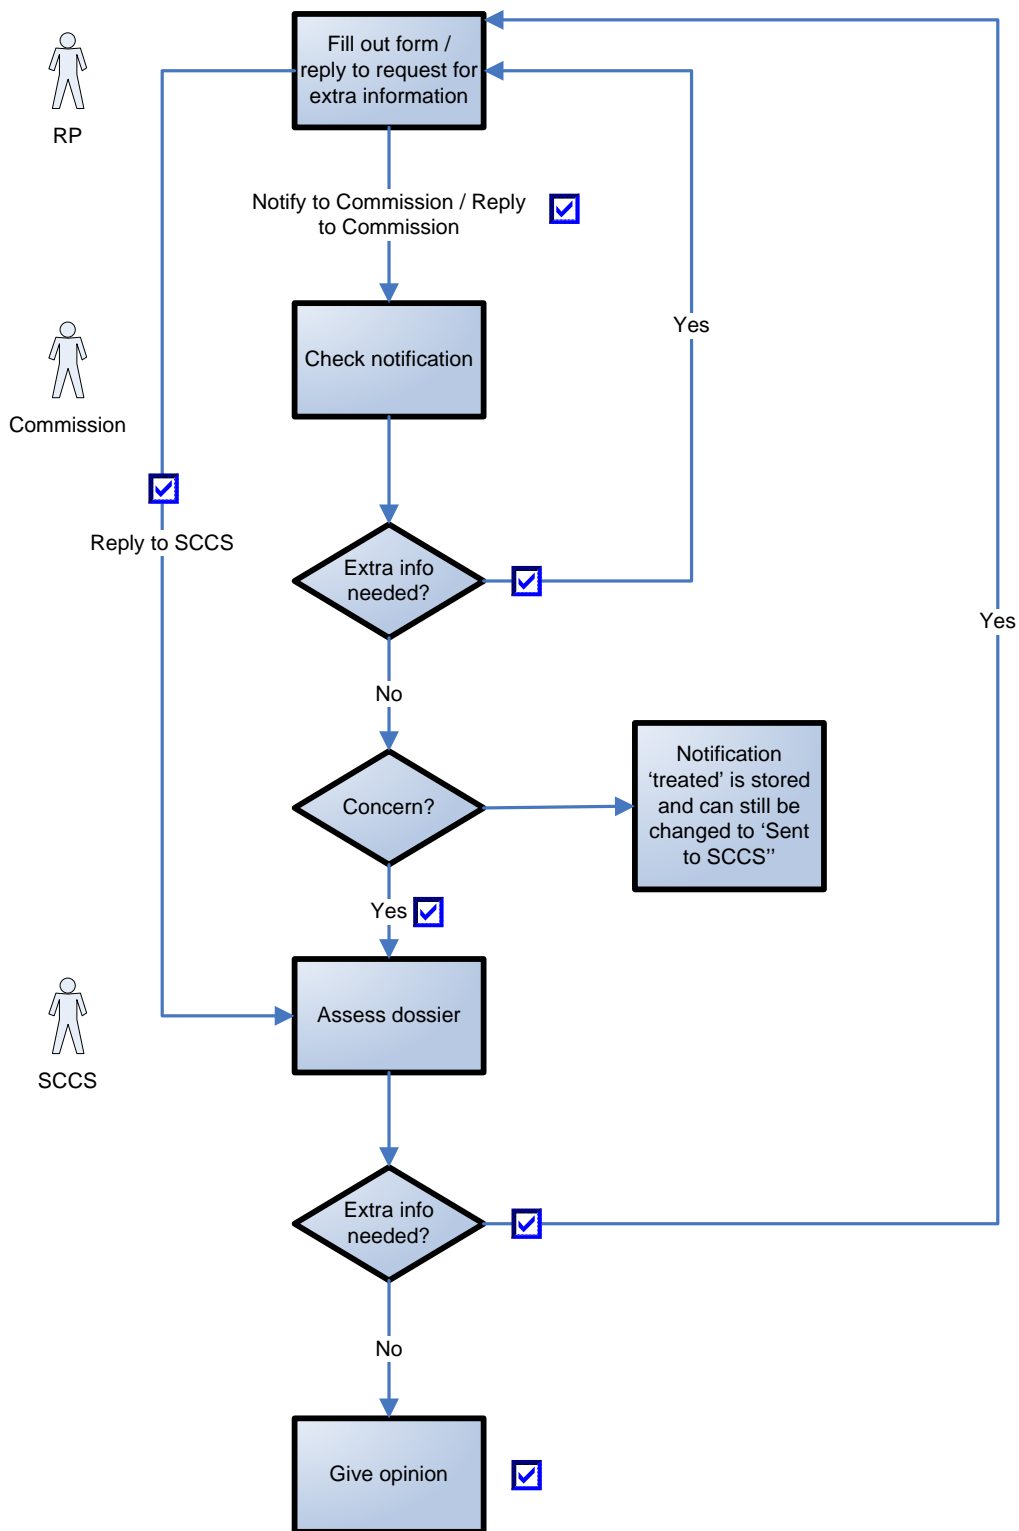 Fill out form /
reply to request for
extra information
RP
Notify to Commission / Reply
to Commission
Yes
Check notification
Commission
Reply to SCCS
Extra info
needed?
Yes
No
Notification
‘treated’ is stored
and can still be
changed to ‘Sent
to SCCS’’
Concern?
Yes
Assess dossier
SCCS
Extra info
needed?
No
Give opinion